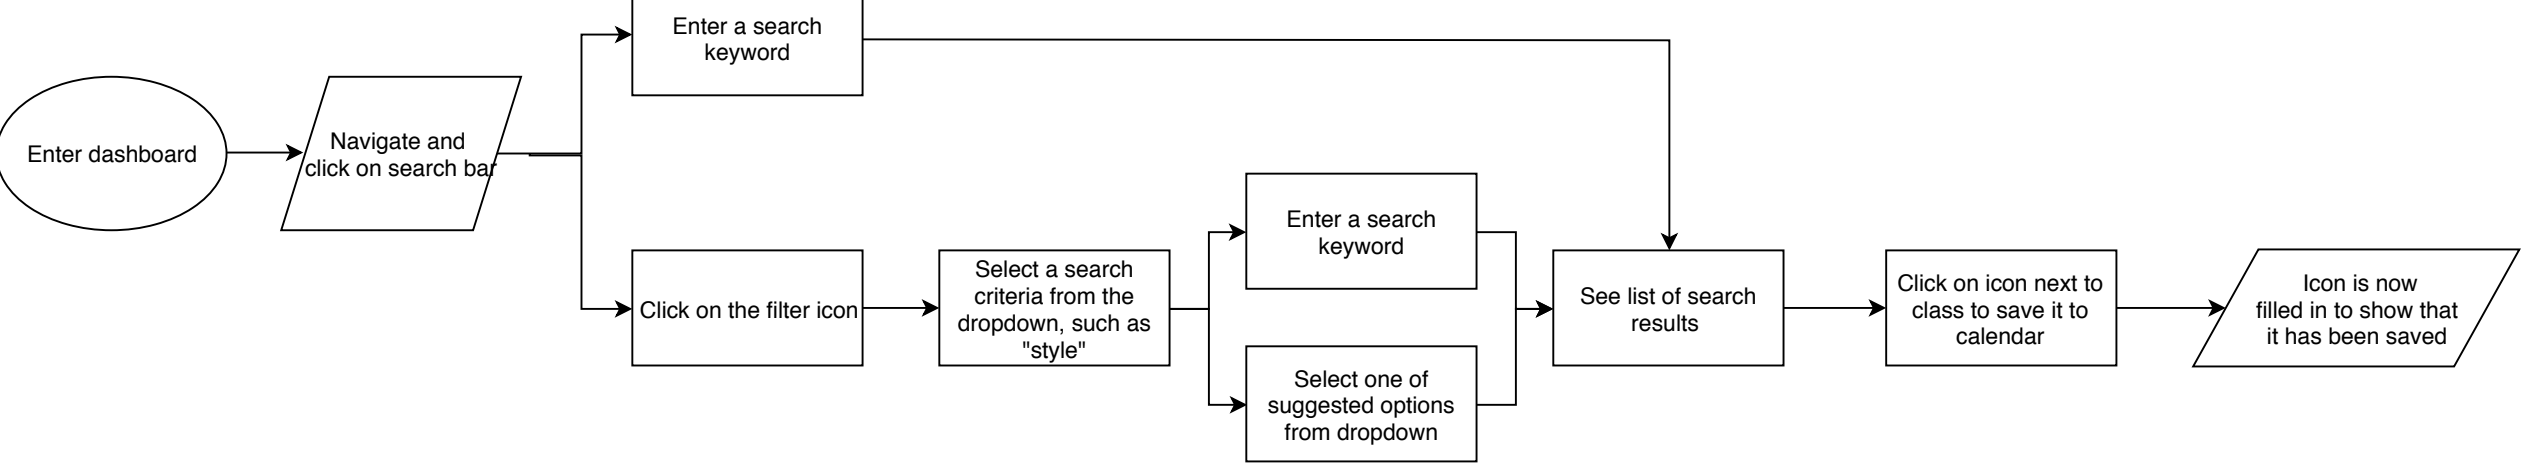 Enter dashboard
Navigate and
click on search bar
Enter a search
keyword
Click on the filter icon
Select a search
criteria from the
dropdown, such as
"style"
Enter a search
keyword
Select one of
suggested options
from dropdown
See list of search
results
Click on icon next to
class to save it to
calendar
Icon is now
filled in to show that
it has been saved